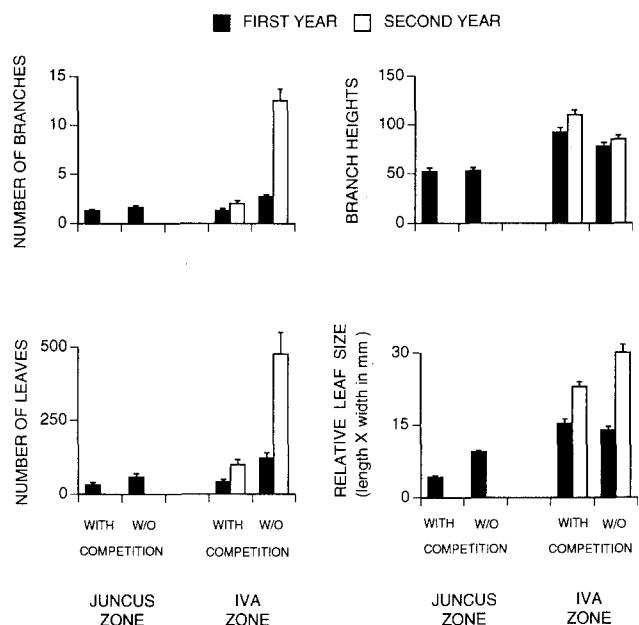 FIRST YEAR SECOND YEAR
NUMBER OF BRANCHES
15
10
5
0
BRANCH HEIGHTS
150
100
50
0
NUMBER OF LEAVES
500
250
0
WITH W/O WITH W/O
COMPETITION COMPETITION
JUNCUS IVA
ZONE ZONE
RELATIVE LEAF SIZE
(length X width in mm)
30
15
0
WITH W/O WITH W/O
COMPETITION COMPETITION
JUNCUS IVA
ZONE ZONE